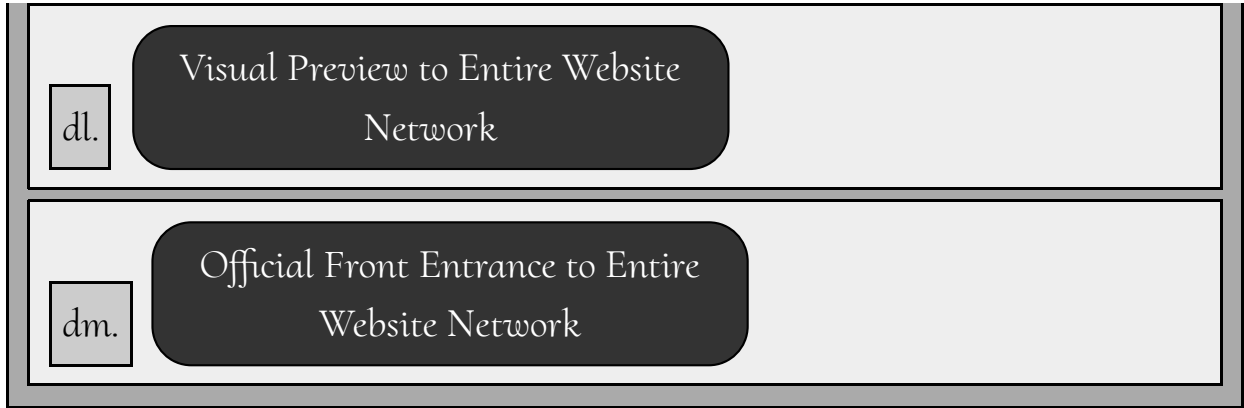 Visual Preview to Entire Website
dl.
Network
Official Front Entrance to Entire
dm.
Website Network